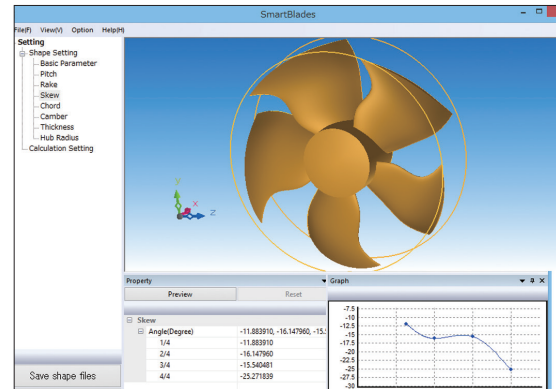 SmartBlades
File(F) View(V) Option Help(H)
Setting
Shape Setting
Basic Parameter
Pitch
Rake
Skew
Chord
Camber
Thickness
Hub Radius
Calculation Setting
Save shape files
y
x
z
Property
Preview Reset
Skew
Angle(Degree) -11.883910, -16.147960, -15.
1/4 -11.883910
2/4 -16.147960
3/4 -15.540481
4/4 -25.271839
Graph
-7.5
-10
-12.5
-15
-17.5
-20
-22.5
-25
-27.5
-30